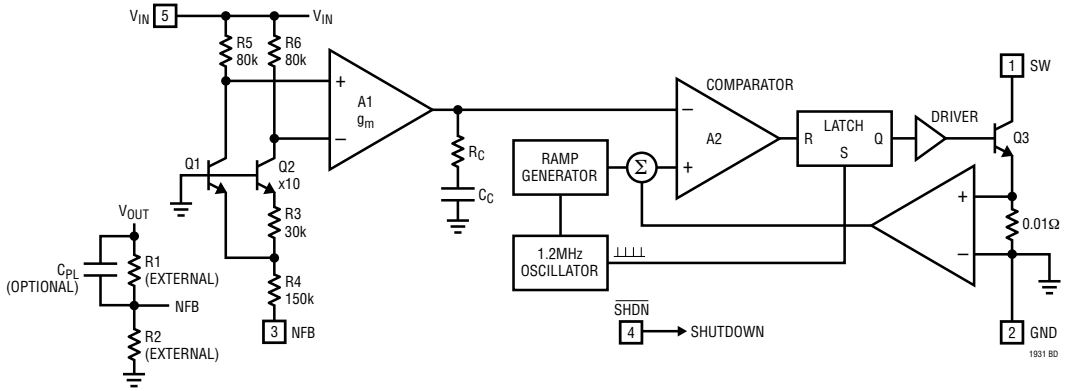 VIN
5
VIN
R5
80k
R6
80k
+
A1
gm
−
Q1
Q2
x10
R3
30k
R4
150k
3
NFB
VOUT
CPL
(OPTIONAL)
R1
(EXTERNAL)
NFB
R2
(EXTERNAL)
RC
CC
COMPARATOR
−
A2
+
RAMP
GENERATOR
Σ
1.2MHz
OSCILLATOR
LATCH
R
Q
S
DRIVER
1
SW
Q3
+
−
0.01Ω
SHDN
4
SHUTDOWN
2
GND
1931 BD